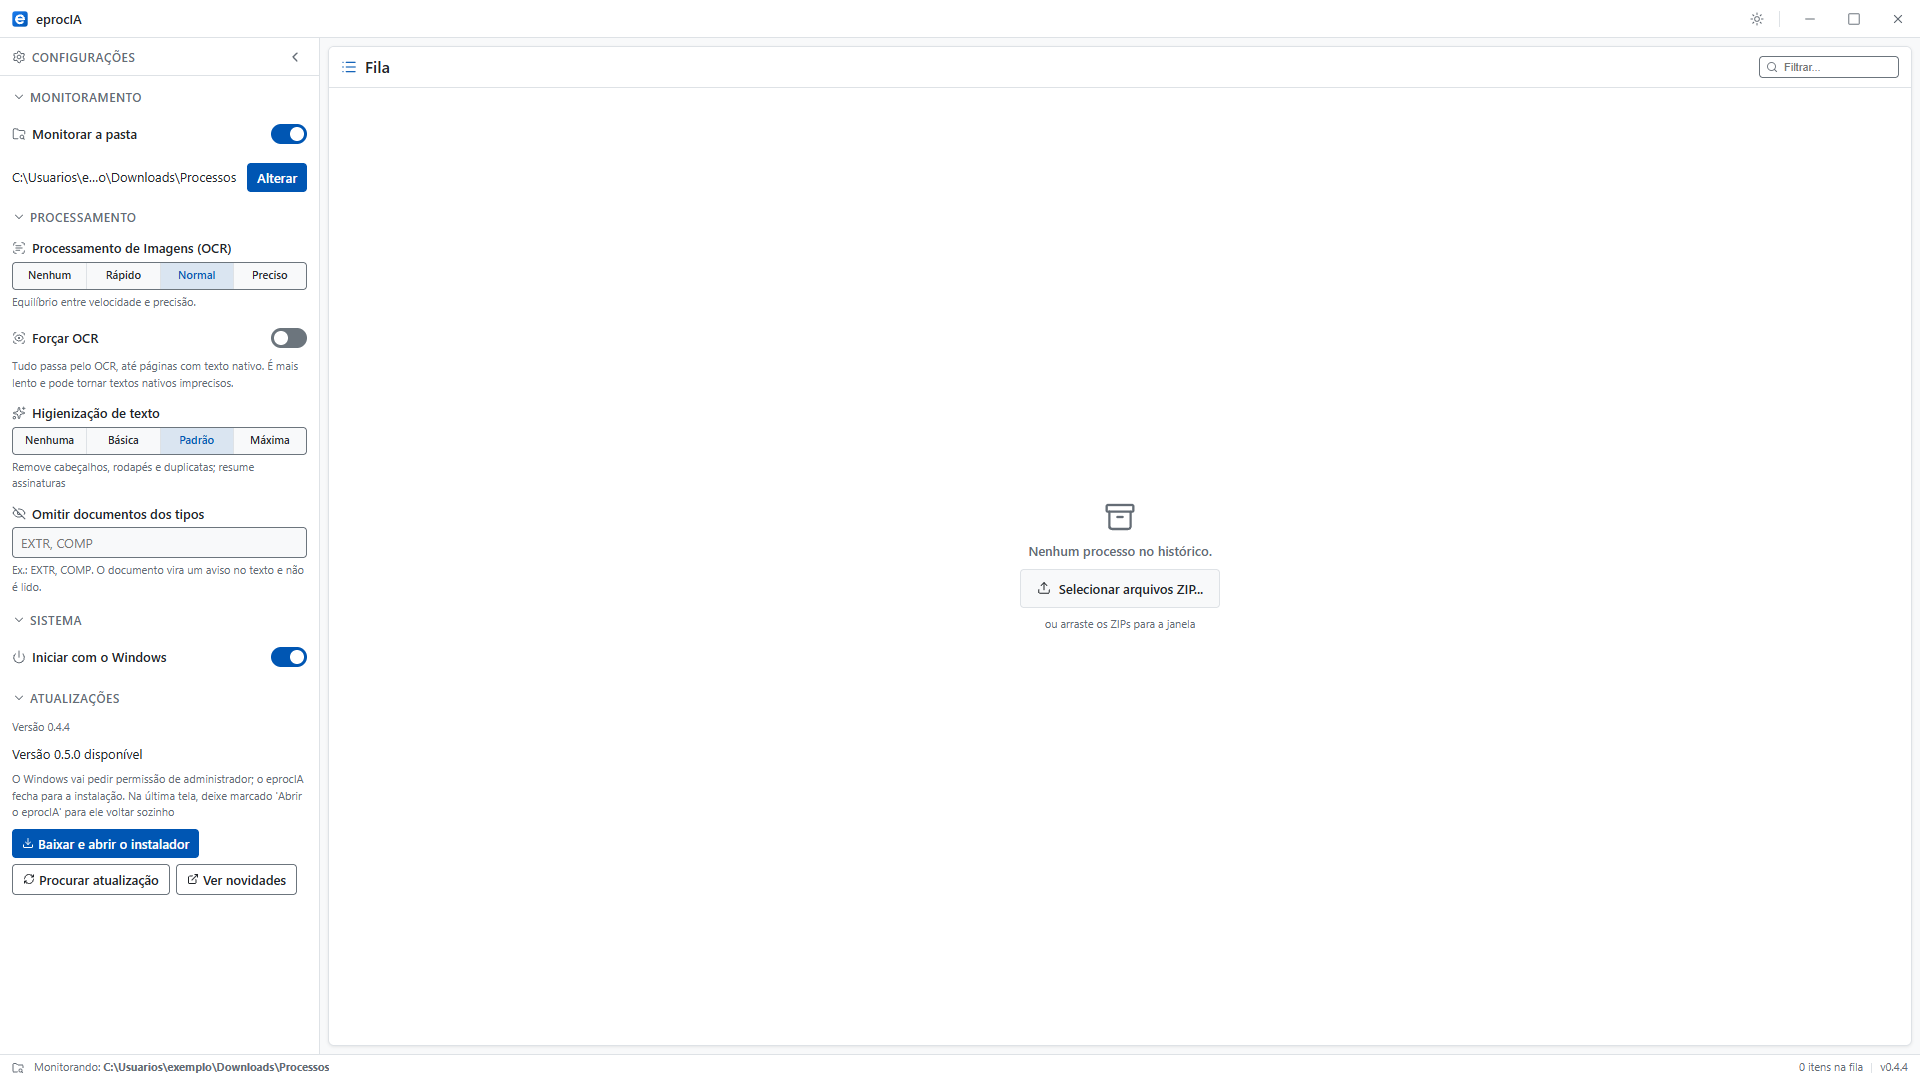 eprocIA
CONFIGURAÇÕES
MONITORAMENTO
Monitorar a pasta
C:\Usuarios\e...o\Downloads\Processos
Alterar
PROCESSAMENTO
Processamento de Imagens (OCR)
Nenhum Rápido Normal Preciso
Equilíbrio entre velocidade e precisão.
Forçar OCR
Tudo passa pelo OCR, até páginas com texto nativo. É mais
lento e pode tornar textos nativos imprecisos.
Higienização de texto
Nenhuma Básica Padrão Máxima
Remove cabeçalhos, rodapés e duplicatas; resume
assinaturas
Omitir documentos dos tipos
EXTR, COMP
Ex.: EXTR, COMP. O documento vira um aviso no texto e não
é lido.
SISTEMA
Iniciar com o Windows
ATUALIZAÇÕES
Versão 0.4.4
Versão 0.5.0 disponível
O Windows vai pedir permissão de administrador; o eprocIA
fecha para a instalação. Na última tela, deixe marcado 'Abrir
o eprocIA' para ele voltar sozinho
Baixar e abrir o instalador
Procurar atualização Ver novidades
Fila
Filtrar...
Nenhum processo no histórico.
Selecionar arquivos ZIP...
ou arraste os ZIPs para a janela
Monitorando: C:\Usuarios\exemplo\Downloads\Processos
0 itens na fila v0.4.4